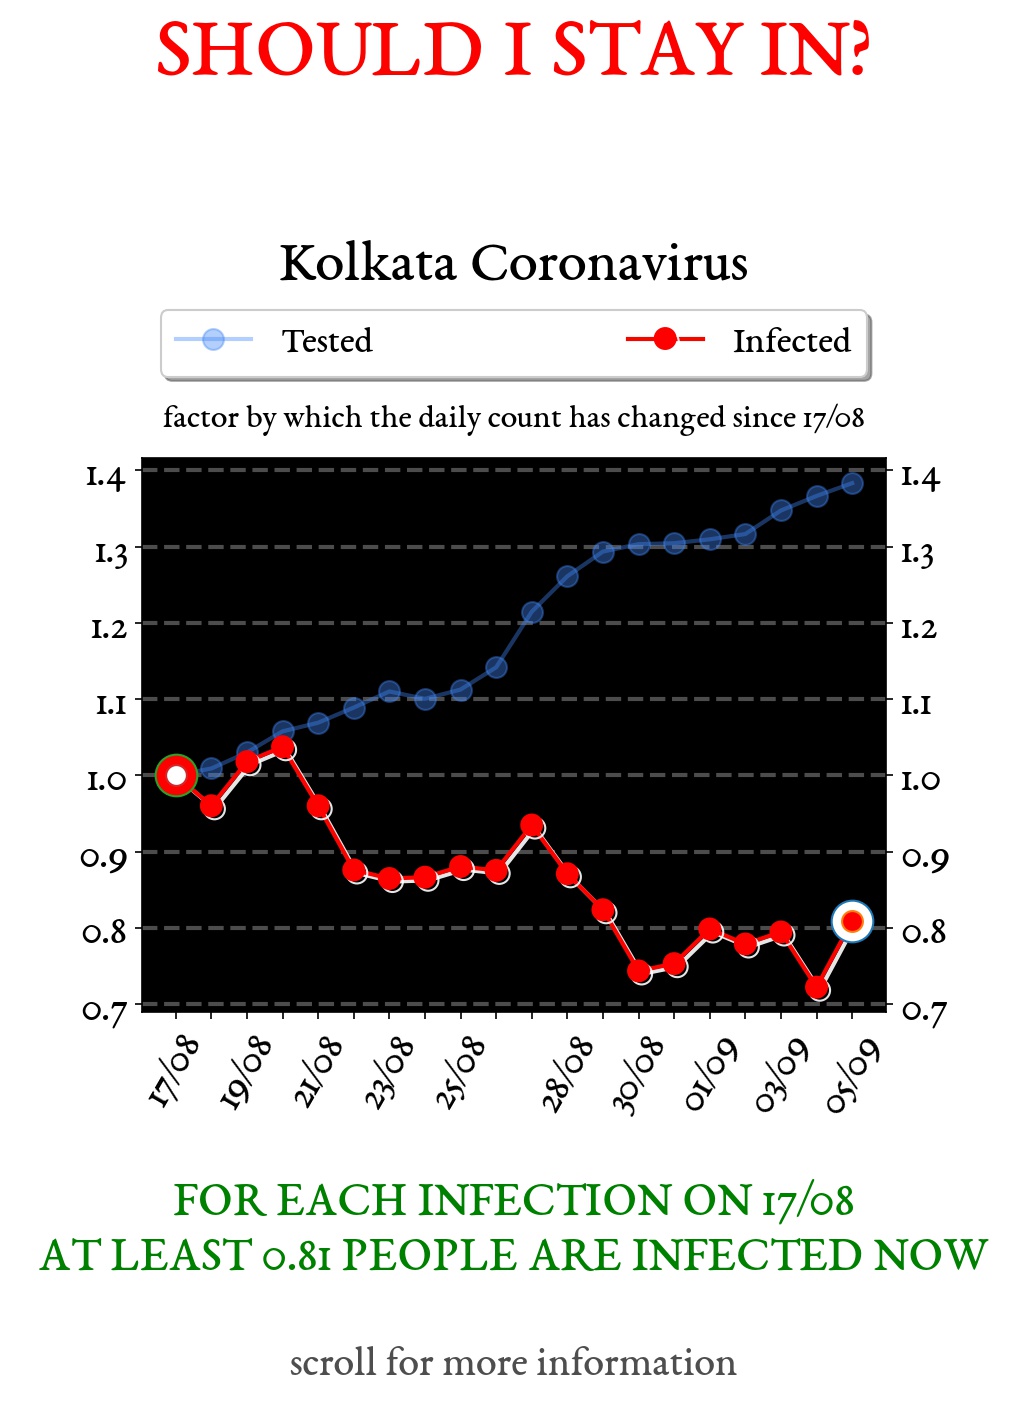 SHOULD I STAY IN?
Kolkata Coronavirus
Tested Infected
factor by which the daily count has changed since 17/08
1.4 1.4
1.3 1.3
1.2 1.2
1.1 1.1
1.0 1.0
0.9 0.9
0.8 0.8
0.7 0.7
17/08 19/08 21/08 23/08 25/08 28/08 30/08 01/09 03/09 05/09
FOR EACH INFECTION ON 17/08
AT LEAST 0.81 PEOPLE ARE INFECTED NOW
scroll for more information